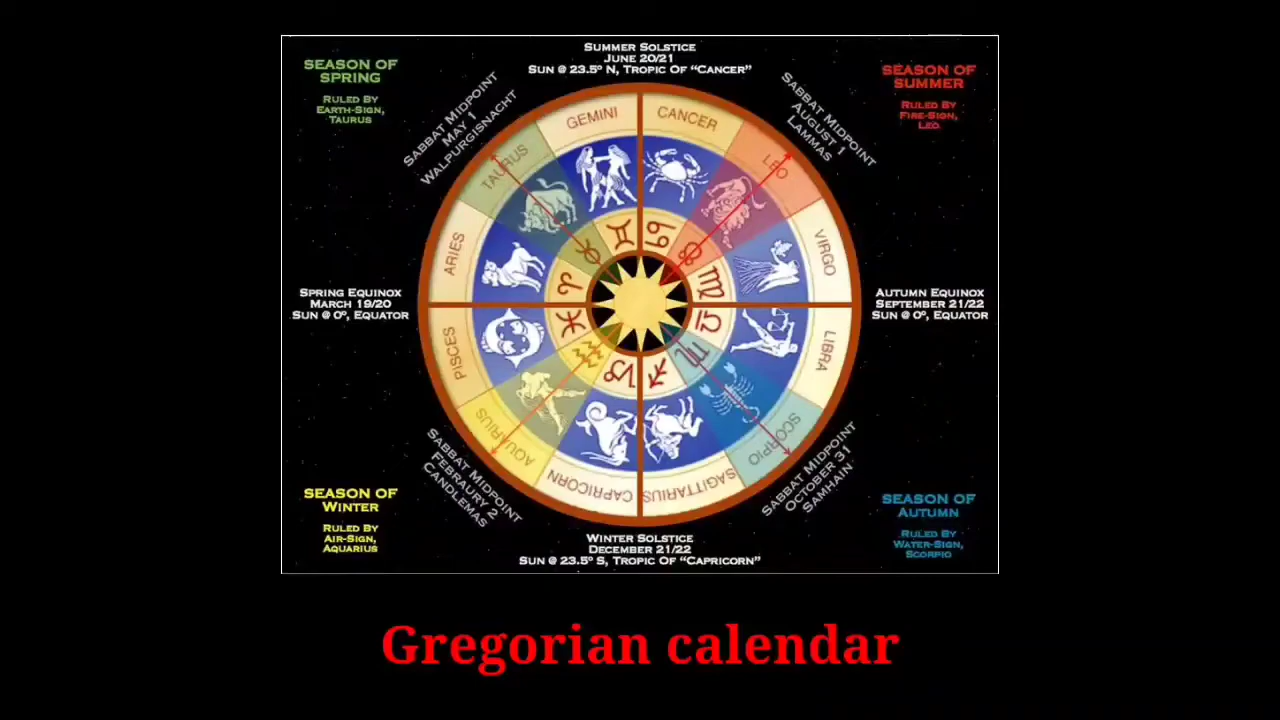 SUMMER SOLSTICE
JUNE 20/21
SUN @ 23.5° N, TROPIC OF “CANCER”
SEASON OF
SPRING
RULED BY
EARTH-SIGN,
TAURUS
SABBAT MIDPOINT
MAY 1
WALPURGISNACHT
SABBAT MIDPOINT
AUGUST 1
LAMMAS
SEASON OF
SUMMER
RULED BY
FIRE-SIGN,
LEO
GEMINI
CANCER
TAURUS
LEO
ARIES
VIRGO
SPRING EQUINOX
MARCH 19/20
SUN @ 0°, EQUATOR
AUTUMN EQUINOX
SEPTEMBER 21/22
SUN @ 0°, EQUATOR
PISCES
LIBRA
AQUARIUS
SCORPIO
CAPRICORN
SAGITTARIUS
SEASON OF
WINTER
RULED BY
AIR-SIGN,
AQUARIUS
SABBAT MIDPOINT
FEBRAURY 2
CANDLEMAS
SABBAT MIDPOINT
OCTOBER 31
SAMHAIN
SEASON OF
AUTUMN
RULED BY
WATER-SIGN,
SCORPIO
WINTER SOLSTICE
DECEMBER 21/22
SUN @ 23.5° S, TROPIC OF “CAPRICORN”
Gregorian calendar